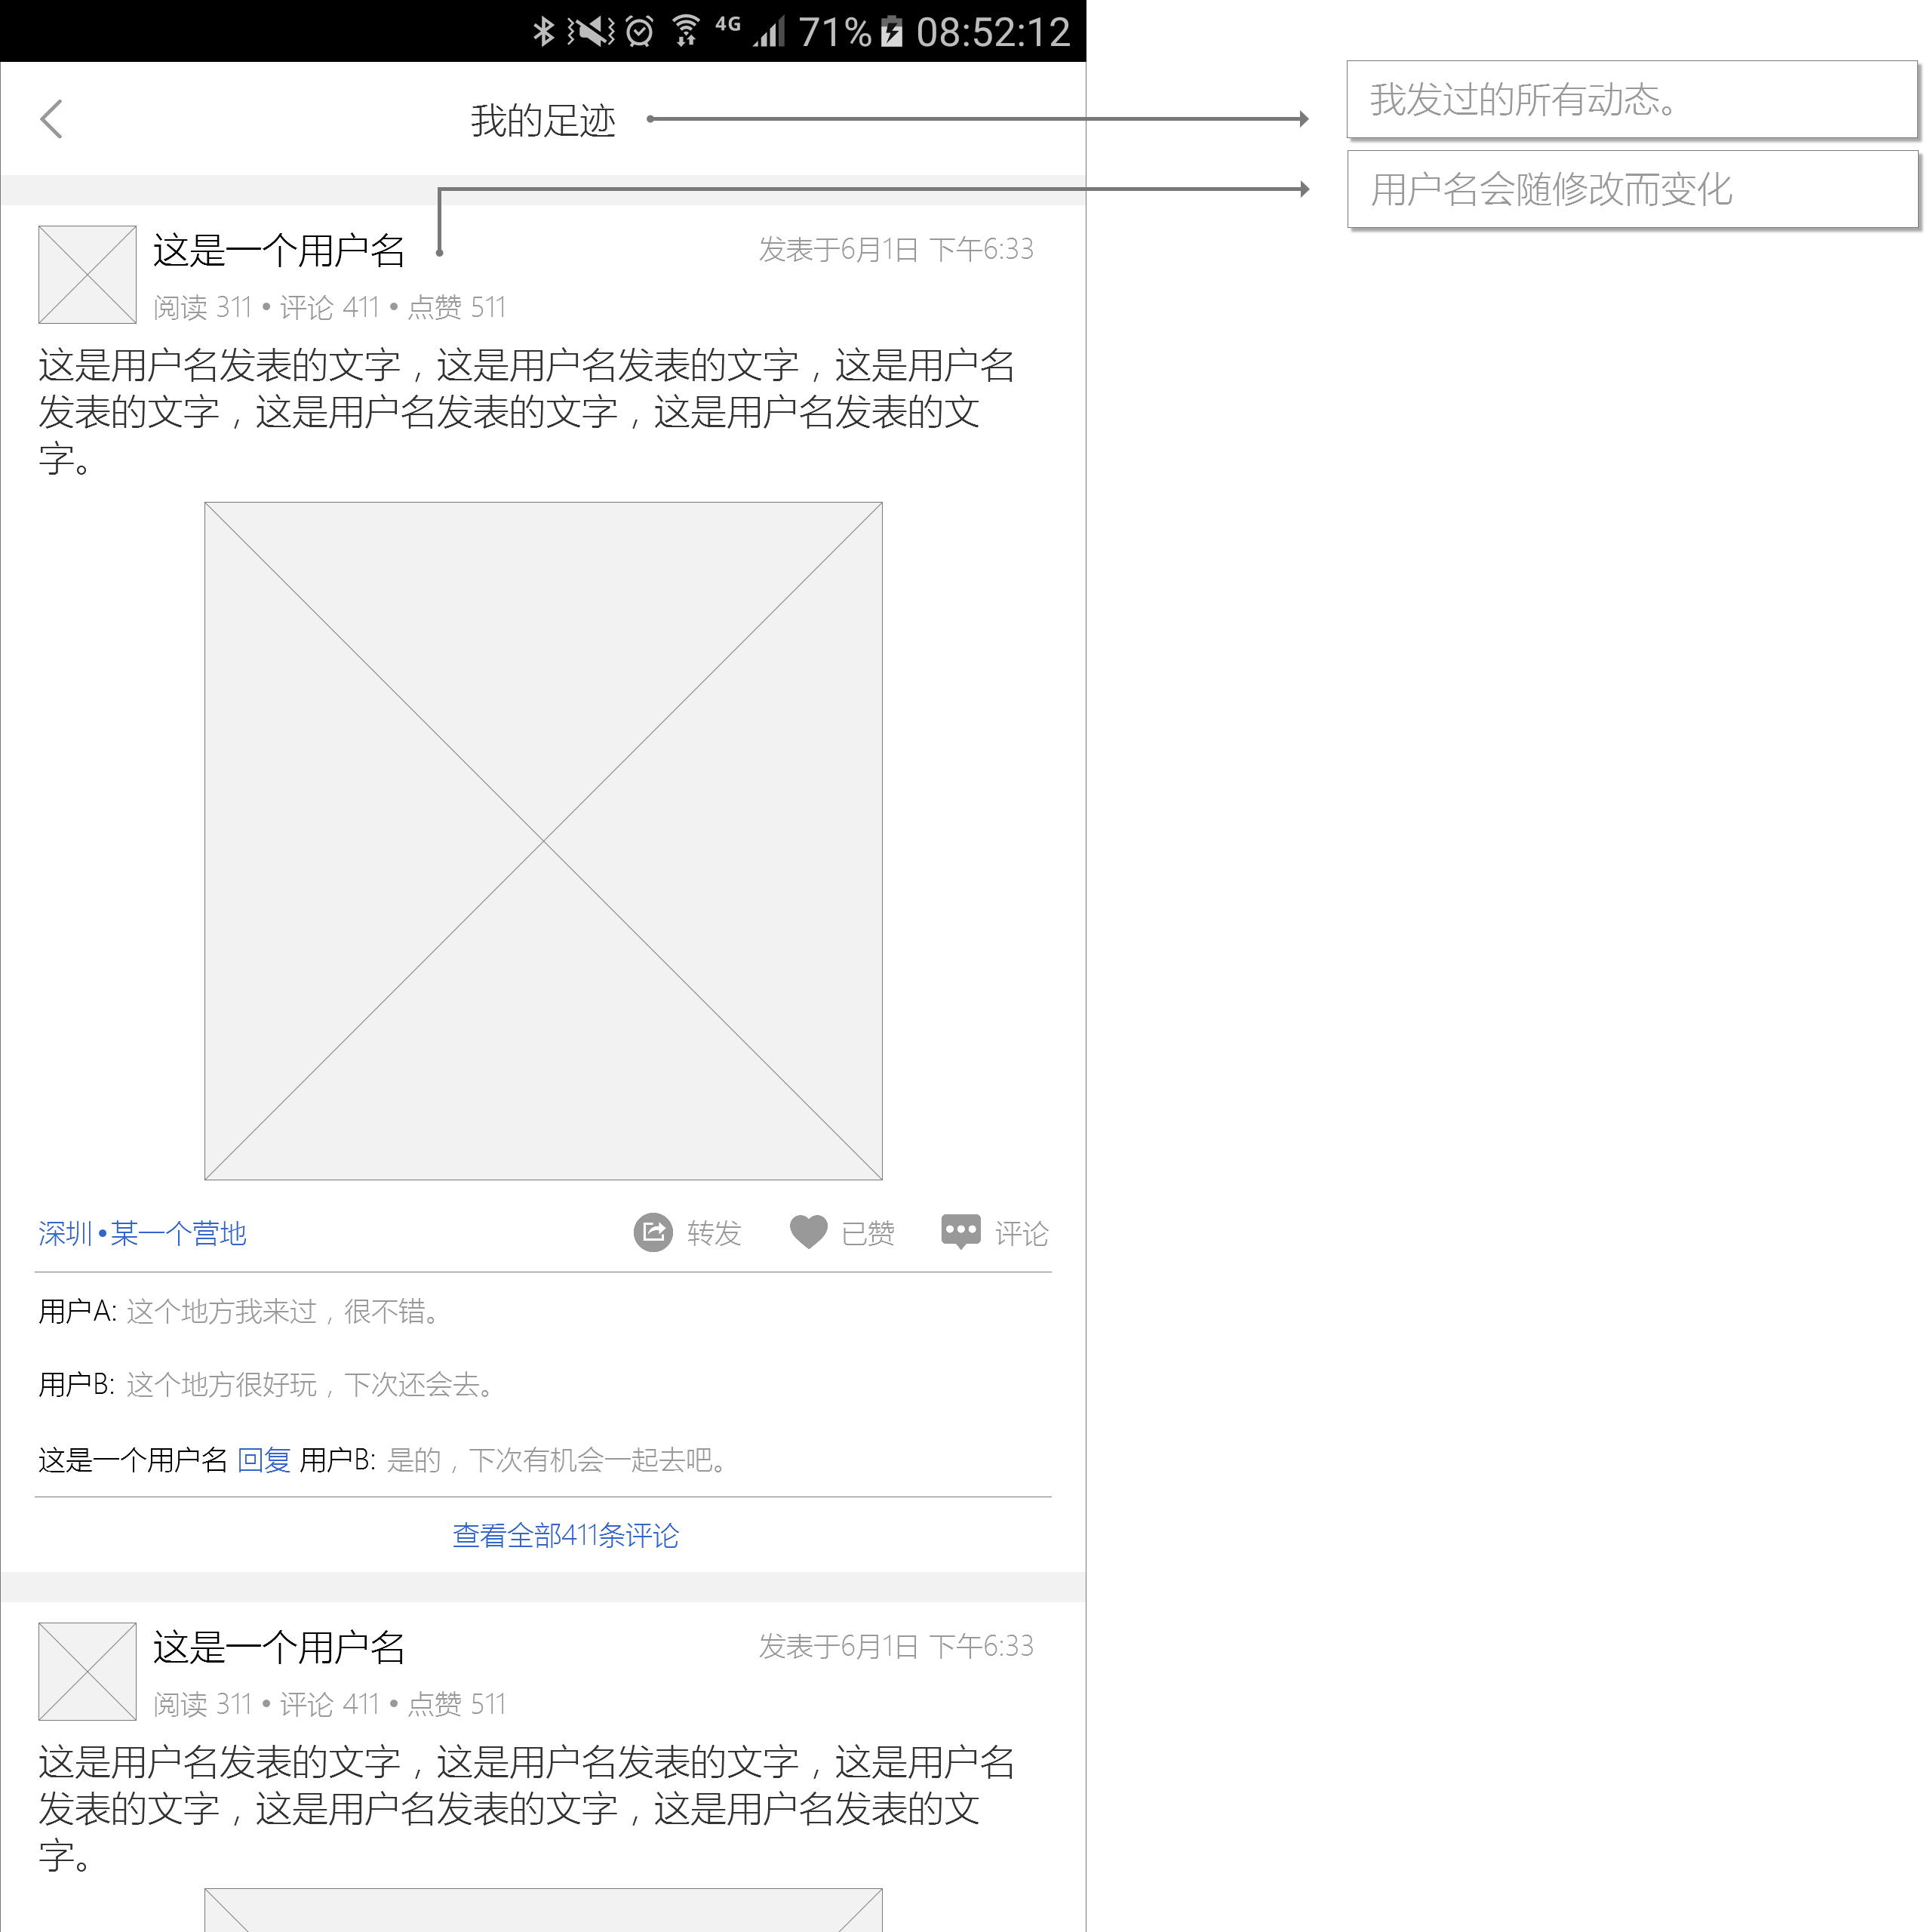 4G 71% 08:52:12
我的足迹
我发过的所有动态。
用户名会随修改而变化
这是一个用户名
发表于6月1日 下午6:33
阅读 311 • 评论 411 • 点赞 511
这是用户名发表的文字，这是用户名发表的文字，这是用户名
发表的文字，这是用户名发表的文字，这是用户名发表的文
字。
深圳•某一个营地
转发
已赞
评论
用户A: 这个地方我来过，很不错。
用户B: 这个地方很好玩，下次还会去。
这是一个用户名 回复 用户B: 是的，下次有机会一起去吧。
查看全部411条评论
这是一个用户名
发表于6月1日 下午6:33
阅读 311 • 评论 411 • 点赞 511
这是用户名发表的文字，这是用户名发表的文字，这是用户名
发表的文字，这是用户名发表的文字，这是用户名发表的文
字。